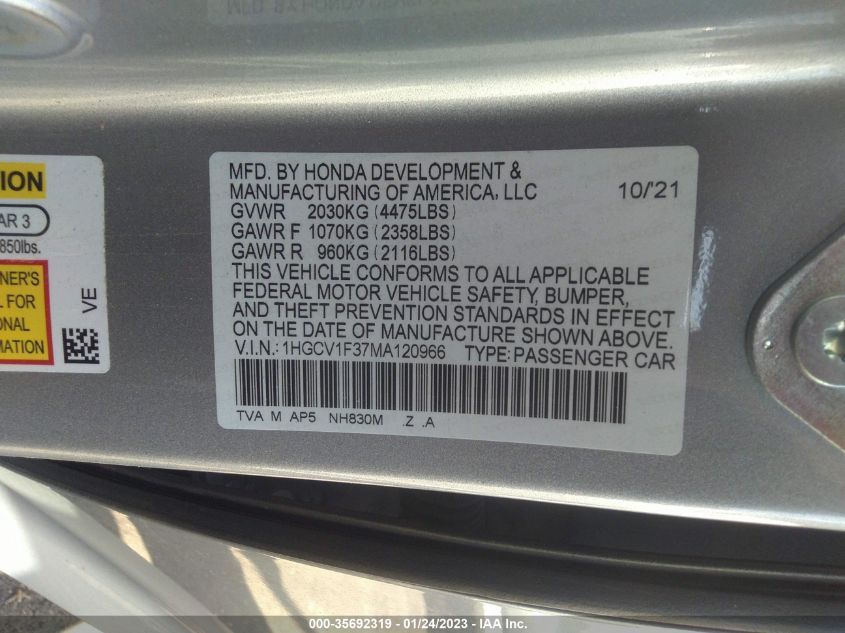 MFD. BY HONDA DEVELOPMENT &
MANUFACTURING OF AMERICA, LLC 10/'21
GVWR 2030KG (4475LBS)
GAWR F 1070KG (2358LBS)
GAWR R 960KG (2116LBS)
THIS VEHICLE CONFORMS TO ALL APPLICABLE
FEDERAL MOTOR VEHICLE SAFETY, BUMPER,
AND THEFT PREVENTION STANDARDS IN EFFECT
ON THE DATE OF MANUFACTURE SHOWN ABOVE.
V.I.N.: 1HGCV1F37MA120966 TYPE: PASSENGER CAR
TVA M AP5 NH830M .Z .A
ION
AR 3
850lbs.
NER'S
L FOR
ONAL
MATION
VE
000-35692319 - 01/24/2023 - IAA Inc.